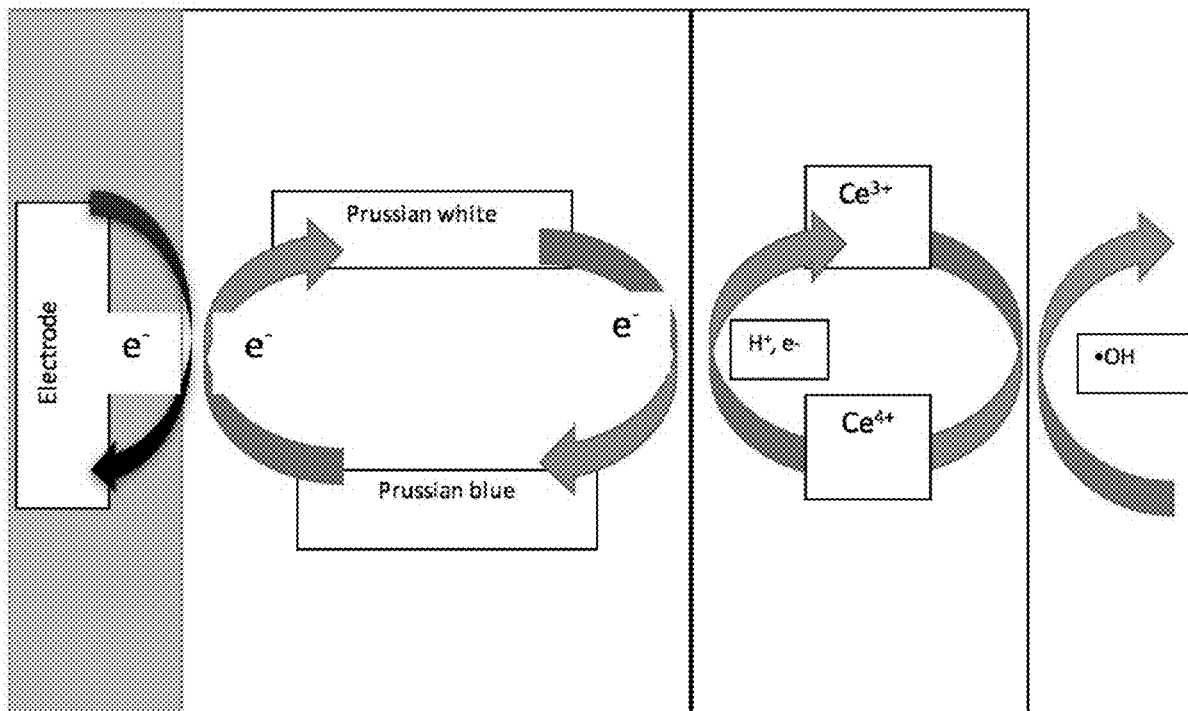 Electrode
e⁻
e⁻
Prussian white
e⁻
Prussian blue
Ce³⁺
H⁺, e-
Ce⁴⁺
•OH